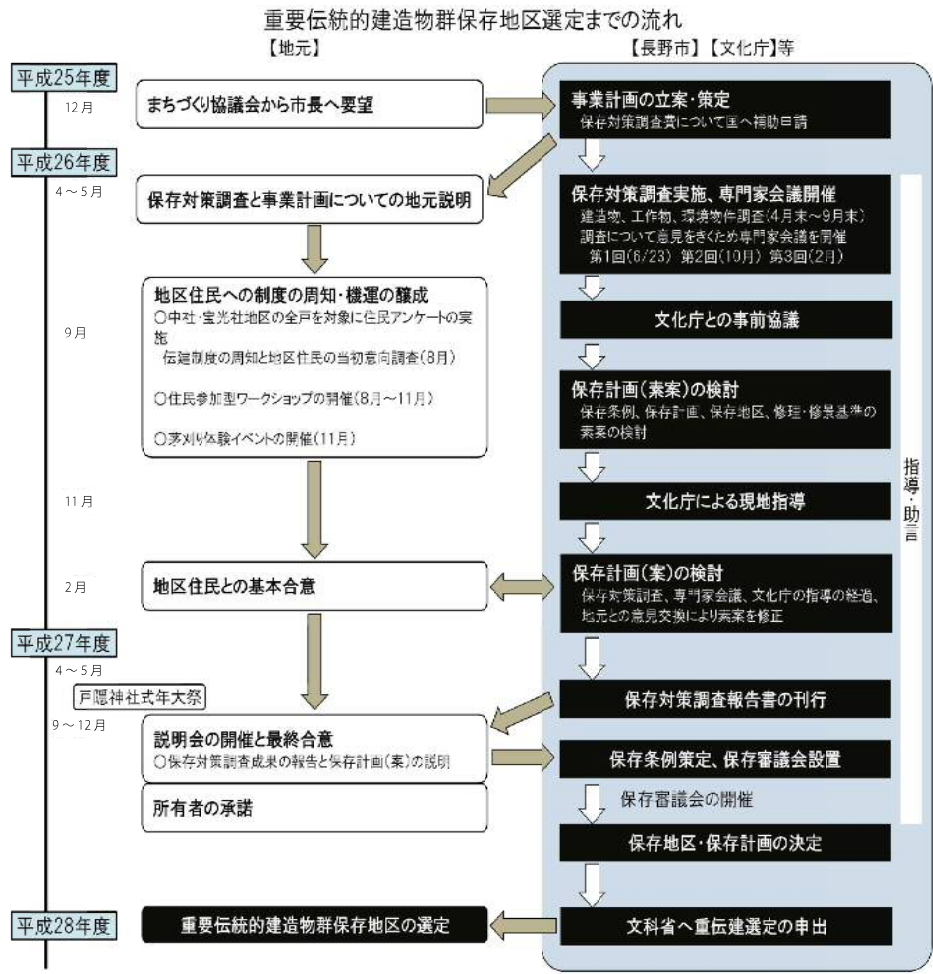 重要伝統的建造物群保存地区選定までの流れ
【地元】
【長野市】【文化庁】等
平成25年度
12月
まちづくり協議会から市長へ要望
事業計画の立案・策定
保存対策調査費について国へ補助申請
平成26年度
4～5月
保存対策調査と事業計画についての地元説明
保存対策調査実施、専門家会議開催
建造物、工作物、環境物件調査(4月末～9月末)
調査について意見をきくため専門家会議を開催
第1回(6/23) 第2回(10月) 第3回(2月)
地区住民への制度の周知・機運の醸成
○中社・宝光社地区の全戸を対象に住民アンケートの実
施
伝建制度の周知と地区住民の当初意向調査(8月)
○住民参加型ワークショップの開催(8月～11月)
○茅刈り体験イベントの開催(11月)
9月
文化庁との事前協議
保存計画(素案)の検討
保存条例、保存計画、保存地区、修理・修景基準の
素案の検討
指導・助言
11月
文化庁による現地指導
2月
地区住民との基本合意
保存計画(案)の検討
保存対策調査、専門家会議、文化庁の指導の経過、
地元との意見交換により素案を修正
平成27年度
4～5月
戸隠神社式年大祭
保存対策調査報告書の刊行
9～12月
説明会の開催と最終合意
○保存対策調査成果の報告と保存計画(案)の説明
保存条例策定、保存審議会設置
所有者の承諾
保存審議会の開催
保存地区・保存計画の決定
平成28年度
重要伝統的建造物群保存地区の選定
文科省へ重伝建選定の申出